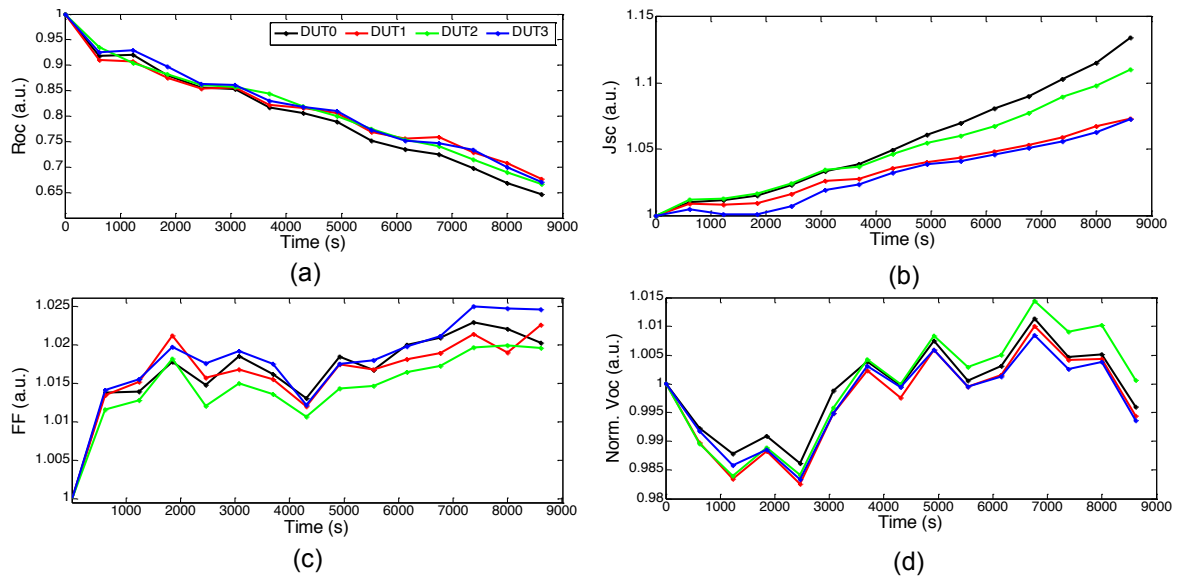 1
0.95
0.9
0.85
0.8
0.75
0.7
0.65
Roc (a.u.)
DUT0 DUT1 DUT2 DUT3
0 1000 2000 3000 4000 5000 6000 7000 8000 9000
Time (s)
(a)
1.15
1.1
1.05
1
Jsc (a.u.)
0 1000 2000 3000 4000 5000 6000 7000 8000 9000
Time (s)
(b)
1.025
1.02
1.015
1.01
1.005
1
FF (a.u.)
1000 2000 3000 4000 5000 6000 7000 8000 9000
Time (s)
(c)
1.015
1.01
1.005
1
0.995
0.99
0.985
0.98
Norm. Voc (a.u.)
0 1000 2000 3000 4000 5000 6000 7000 8000 9000
Time (s)
(d)